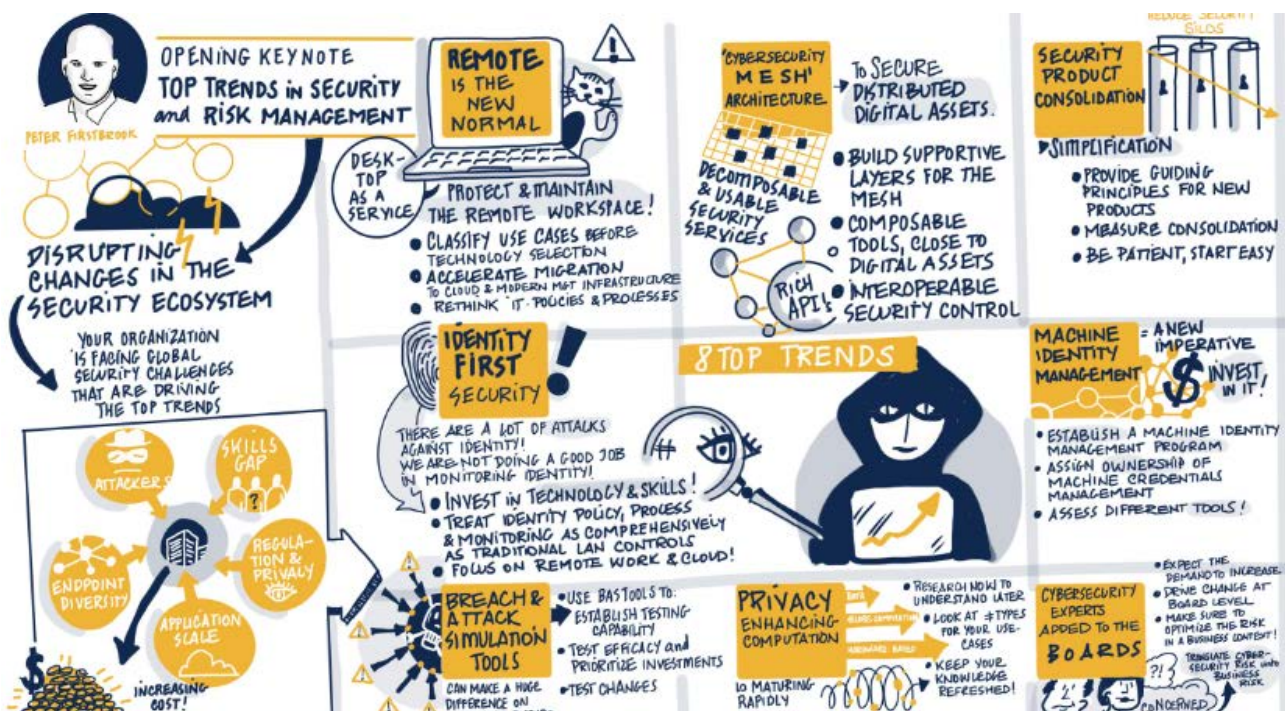 OPENING KEYNOTE
TOP TRENDS in SECURITY
and RISK MANAGEMENT
PETER FIRSTBROOK
DISRUPTING
CHANGES IN THE
SECURITY ECOSYSTEM
YOUR ORGANIZATION
IS FACING GLOBAL
SECURITY CHALLENGES
THAT ARE DRIVING
THE TOP TRENDS
ATTACKERS
SKILLS
GAP
?
ENDPOINT
DIVERSITY
REGULA-
TION &
PRIVACY
APPLICATION
SCALE
$
INCREASING
COST!
REMOTE
IS THE
NEW
NORMAL
!
DESK-
TOP
AS A
SERVICE
PROTECT & MAINTAIN
THE REMOTE WORKSPACE!
CLASSIFY USE CASES BEFORE
TECHNOLOGY SELECTION
ACCELERATE MIGRATION
TO CLOUD & MODERN MGT INFRASTRUCTURE
RETHINK IT-POLICIES & PROCESSES
IDENTITY
FIRST
SECURITY
!
THERE ARE A LOT OF ATTACKS
AGAINST IDENTITY!
WE ARE NOT DOING A GOOD JOB
IN MONITORING IDENTITY!
INVEST IN TECHNOLOGY & SKILLS!
TREAT IDENTITY POLICY, PROCESS
& MONITORING AS COMPREHENSIVELY
AS TRADITIONAL LAN CONTROLS
FOCUS ON REMOTE WORK & CLOUD!
BREACH &
ATTACK
SIMULATION
TOOLS
CAN MAKE A HUGE
DIFFERENCE ON
USE BAS TOOLS TO:
ESTABLISH TESTING
CAPABILITY
TEST EFFICACY and
PRIORITIZE INVESTMENTS
TEST CHANGES
'CYBERSECURITY
MESH'
ARCHITECTURE
TO SECURE
DISTRIBUTED
DIGITAL ASSETS.
DECOMPOSABLE
& USABLE
SECURITY
SERVICES
RICH
API's
BUILD SUPPORTIVE
LAYERS FOR THE
MESH
COMPOSABLE
TOOLS, CLOSE TO
DIGITAL ASSETS
INTEROPERABLE
SECURITY CONTROL
8 TOP TRENDS
#
PRIVACY
ENHANCING
COMPUTATION
IS MATURING
RAPIDLY
DATA
HARDWARE BASED
RESEARCH NOW TO
UNDERSTAND LATER
LOOK AT ≠TYPES
FOR YOUR USE-
CASES
KEEP YOUR
KNOWLEDGE
REFRESHED!
REDUCE SECURITY
SILOS
SECURITY
PRODUCT
CONSOLIDATION
SIMPLIFICATION
PROVIDE GUIDING
PRINCIPLES FOR NEW
PRODUCTS
MEASURE CONSOLIDATION
BE PATIENT, START EASY
MACHINE
IDENTITY
MANAGEMENT
= A NEW
IMPERATIVE
$ INVEST
IN IT!
ESTABLISH A MACHINE IDENTITY
MANAGEMENT PROGRAM
ASSIGN OWNERSHIP OF
MACHINE CREDENTIALS
MANAGEMENT
ASSESS DIFFERENT TOOLS!
CYBERSECURITY
EXPERTS
ADDED TO THE
BOARDS
EXPECT THE
DEMAND TO INCREASE
DRIVE CHANGE AT
BOARD LEVEL
MAKE SURE TO
OPTIMIZE THE RISK
IN A BUSINESS CONTEXT!
?!
TRANSLATE CYBER-
SECURITY RISK into
BUSINESS
RISK
CONCERNED